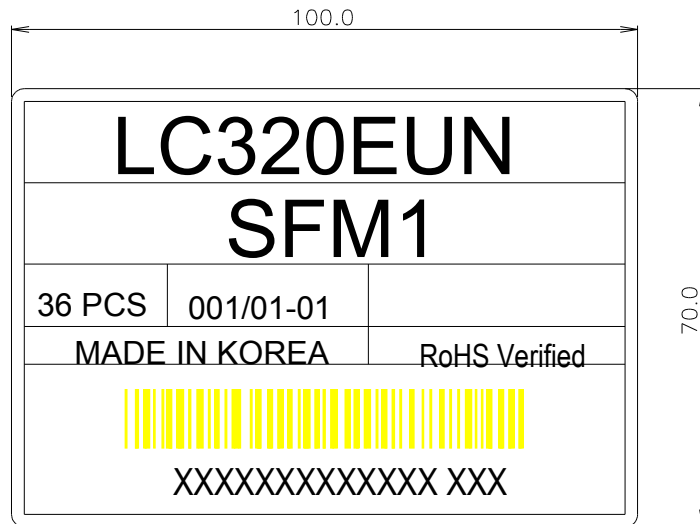 100.0
LC320EUN
SFM1
36 PCS 001/01-01
70.0
MADE IN KOREA RoHS Verified
XXXXXXXXXXXXX XXX